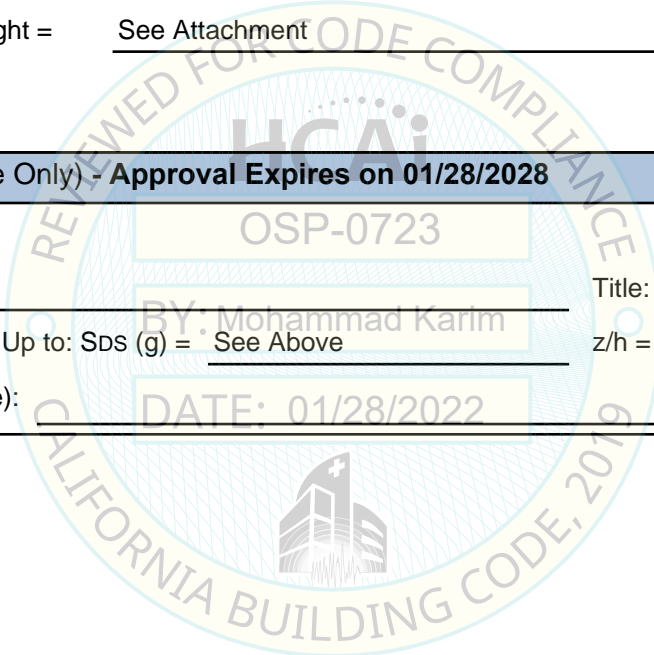 ght = See Attachment
REVIEWED FOR CODE COMPLIANCE
HCAi
e Only) - Approval Expires on 01/28/2028
OSP-0723
Title:
BY: Mohammad Karim
Up to: SDS (g) = See Above z/h =
e):
DATE: 01/28/2022
CALIFORNIA BUILDING CODE, 2019